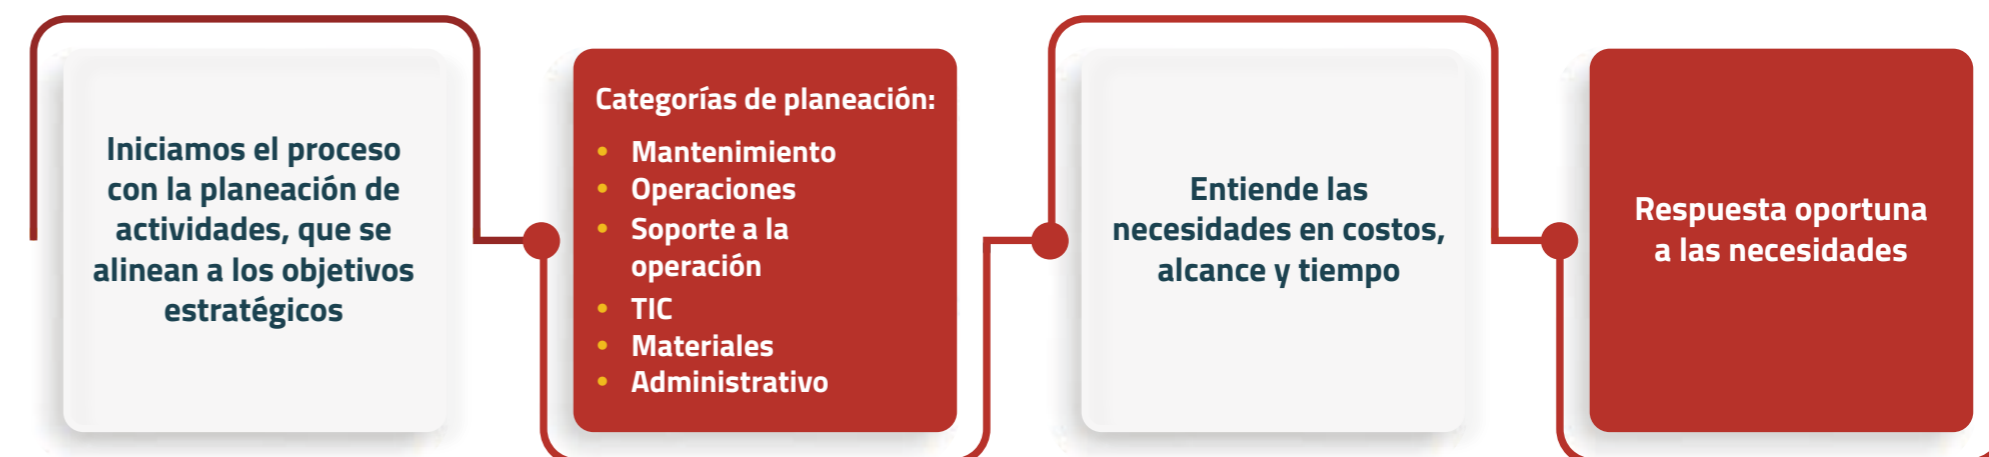 Iniciamos el proceso
con la planeación de
actividades, que se
alinean a los objetivos
estratégicos
Categorías de planeación:
• Mantenimiento
• Operaciones
• Soporte a la
operación
• TIC
• Materiales
• Administrativo
Entiende las
necesidades en costos,
alcance y tiempo
Respuesta oportuna
a las necesidades